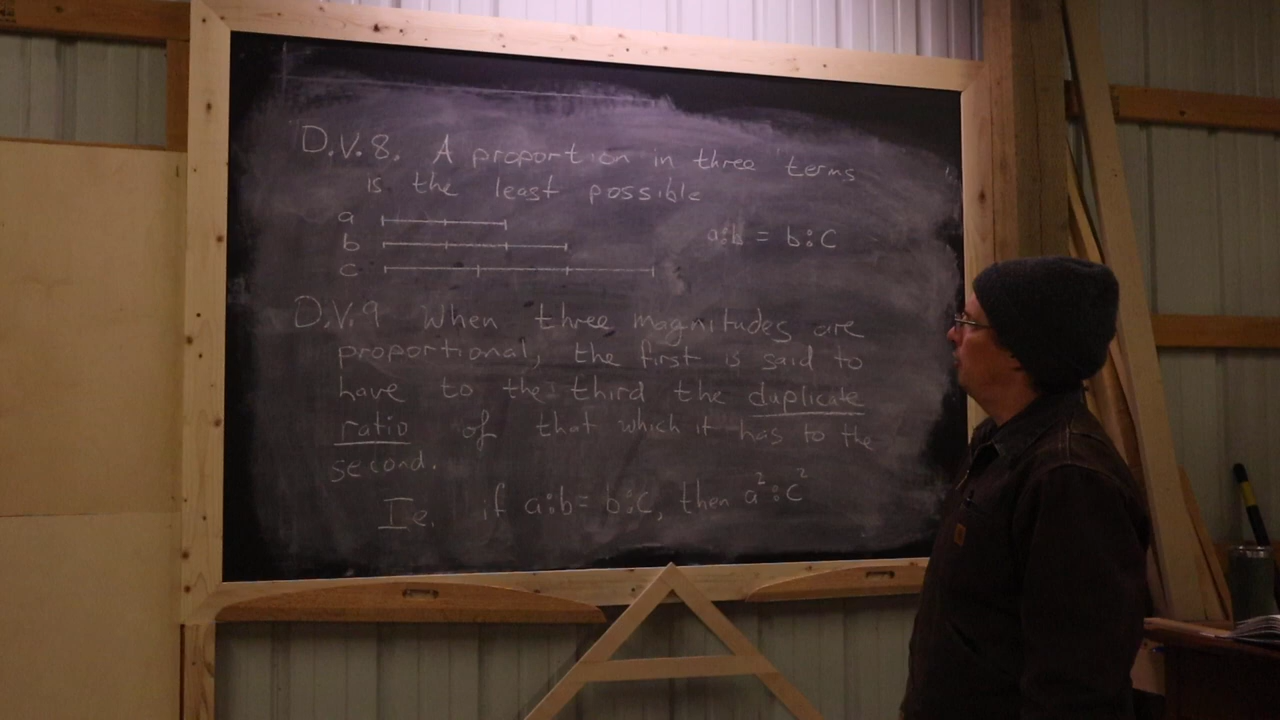 D.V.8. A proportion in three terms
is the least possible
a
b
c
a:b = b:c
D.V.9 When three magnitudes are
proportional, the first is said to
have to the third the duplicate
ratio of that which it has to the
second.
I.e. if a:b = b:c, then a²:c²